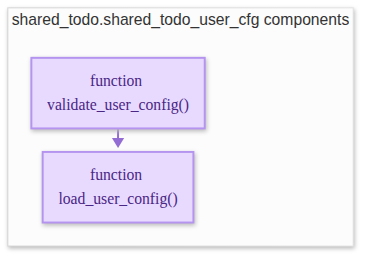 shared_todo.shared_todo_user_cfg components
function
validate_user_config()
function
load_user_config()